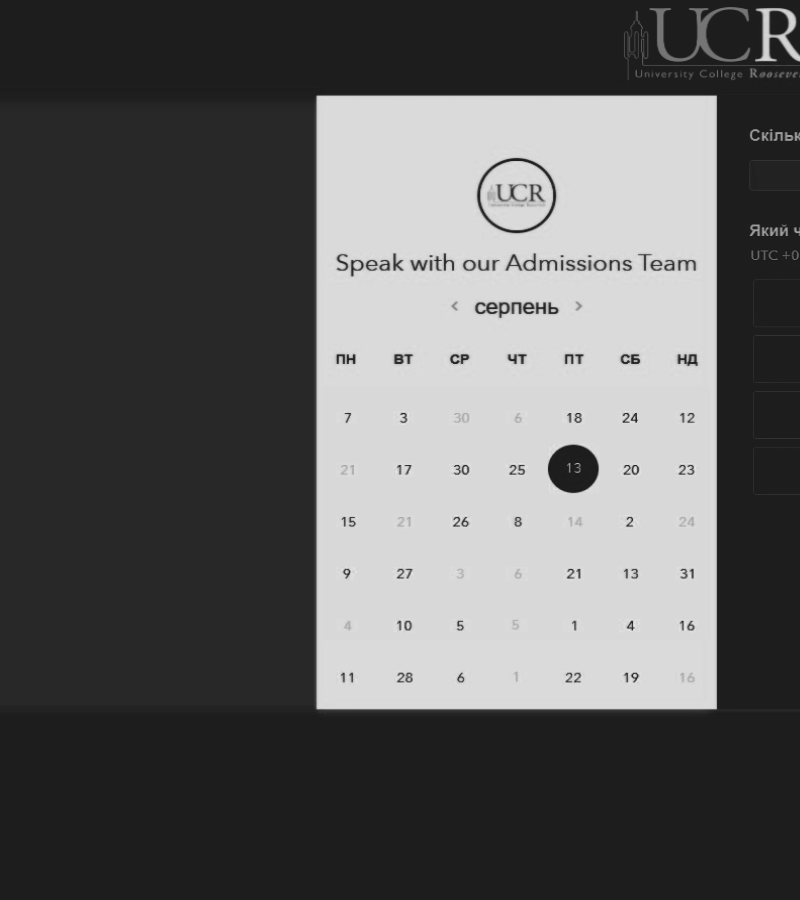 UCR
University College Roosevel
Скільк
UCR
Speak with our Admissions Team
Який ч
UTC +0
< серпень >
ПН ВТ СР ЧТ ПТ СБ НД
7 3 30 6 18 24 12
21 17 30 25 13 20 23
15 21 26 8 14 2 24
9 27 3 6 21 13 31
4 10 5 5 1 4 16
11 28 6 1 22 19 16